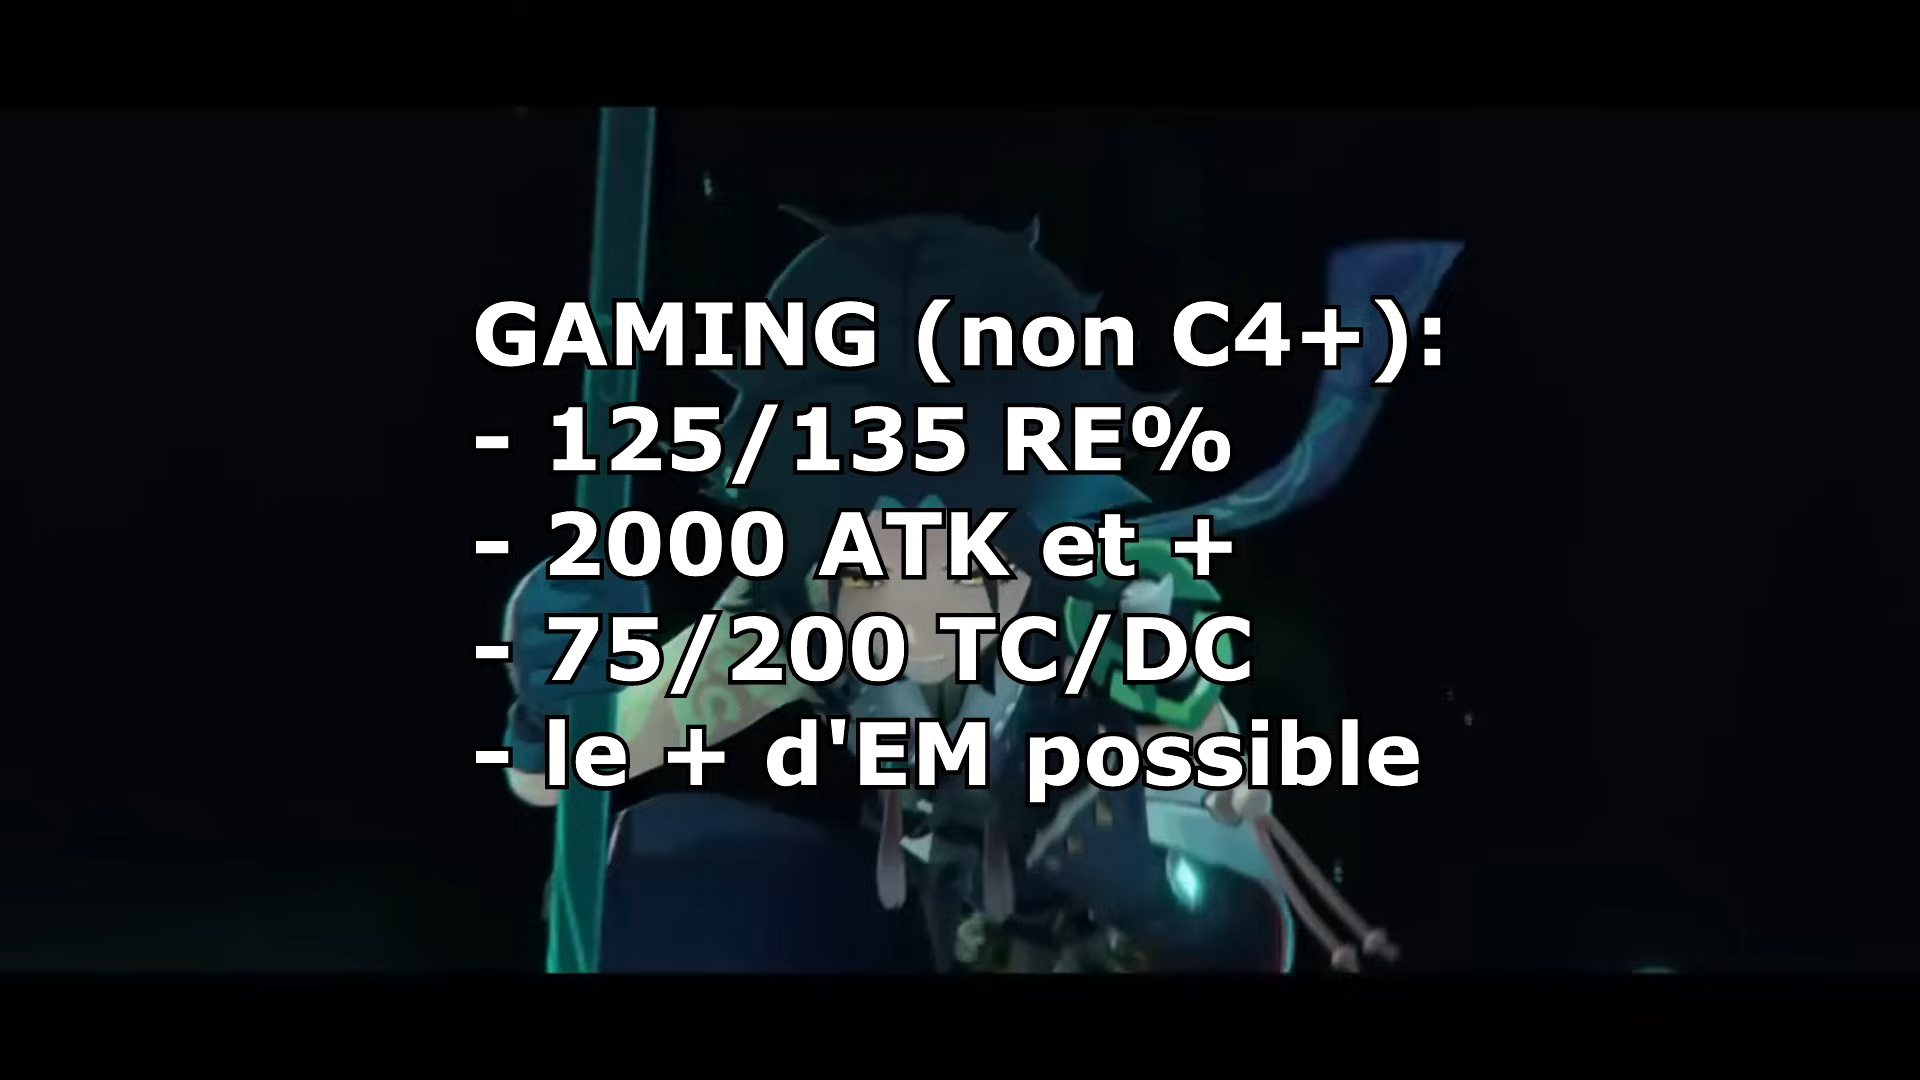 GAMING (non C4+):
- 125/135 RE%
- 2000 ATK et +
- 75/200 TC/DC
- le + d'EM possible